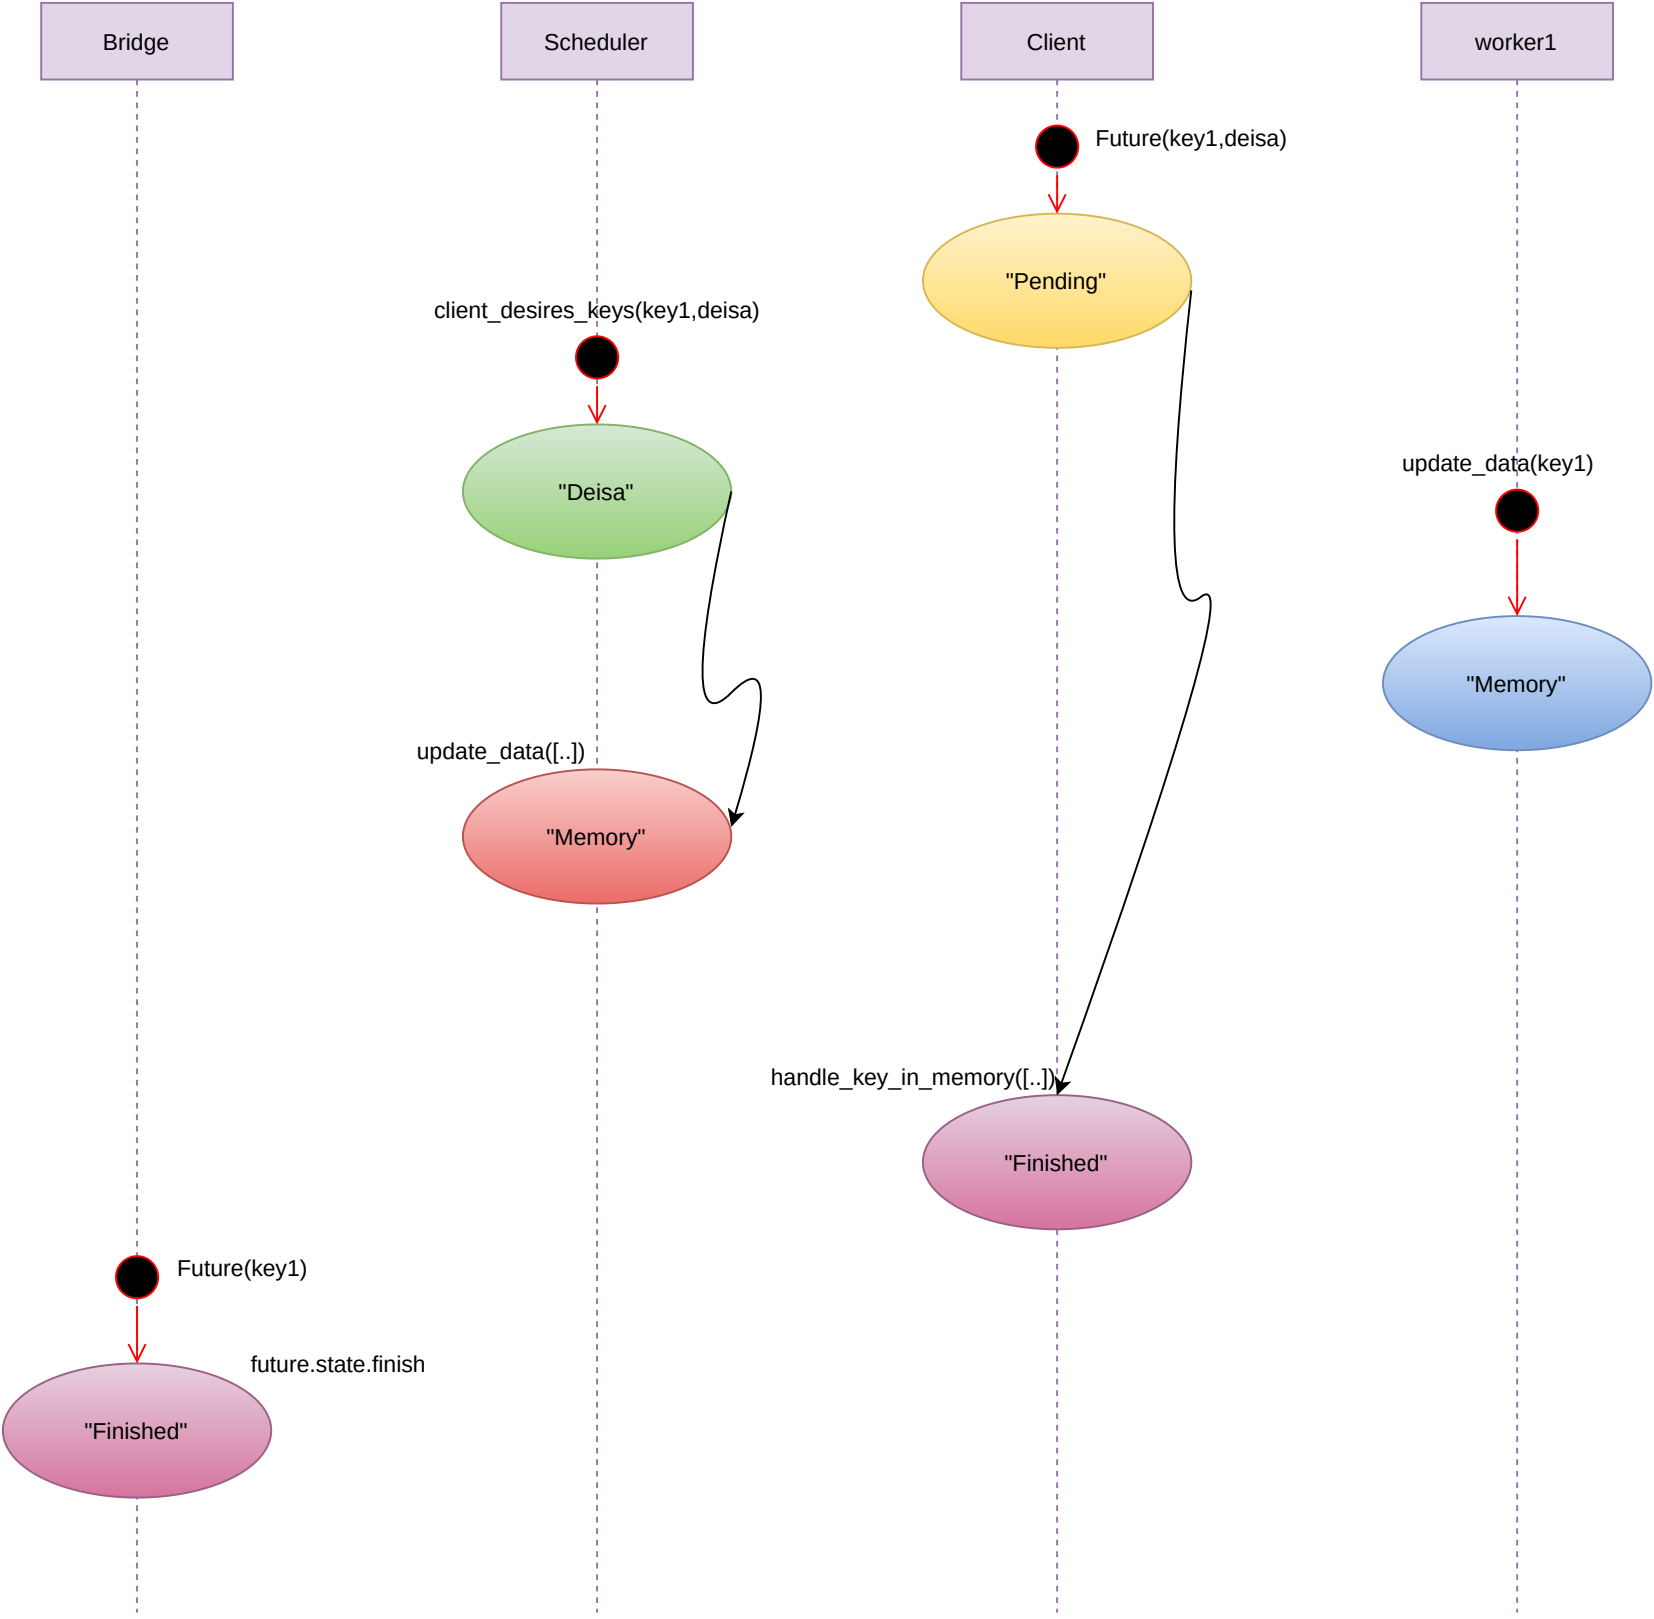 Bridge
Scheduler
Client
worker1
Future(key1,deisa)
"Pending"
client_desires_keys(key1,deisa)
update_data(key1)
"Deisa"
"Memory"
update_data([..])
"Memory"
handle_key_in_memory([..])
"Finished"
Future(key1)
future.state.finish
"Finished"